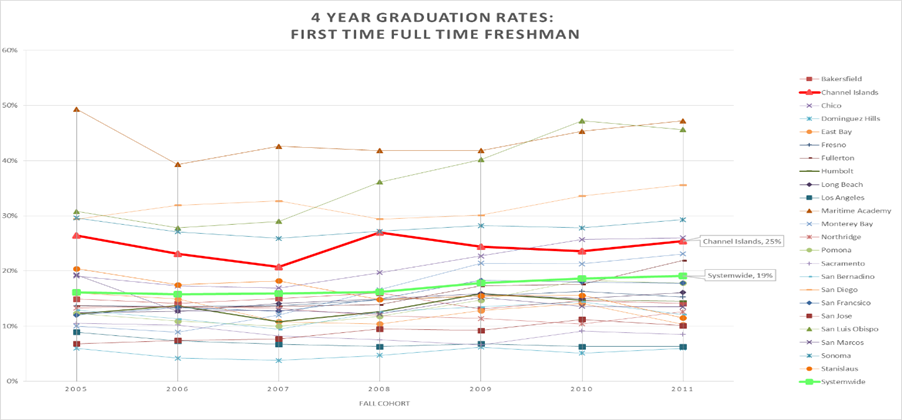 4 YEAR GRADUATION RATES:
FIRST TIME FULL TIME FRESHMAN
60%
50%
40%
30%
20%
10%
0%
2005
2006
2007
2008
2009
2010
2011
FALL COHORT
Channel Islands, 25%
Systemwide, 19%
Bakersfield
Channel Islands
Chico
Dominguez Hills
East Bay
Fresno
Fullerton
Humbolt
Long Beach
Los Angeles
Maritime Academy
Monterey Bay
Northridge
Pomona
Sacramento
San Bernadino
San Diego
San Francsico
San Jose
San Luis Obispo
San Marcos
Sonoma
Stanislaus
Systemwide